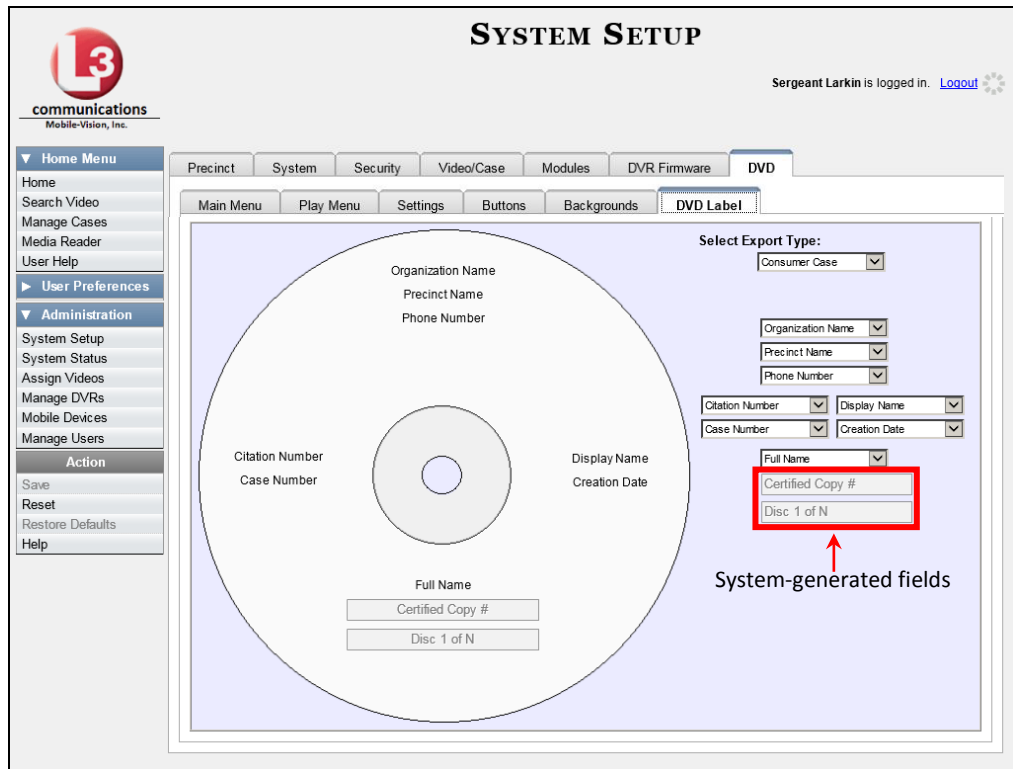 SYSTEM SETUP
L3
communications
Mobile-Vision, Inc.
Sergeant Larkin is logged in. Logout
▼ Home Menu
Home
Search Video
Manage Cases
Media Reader
User Help
▶ User Preferences
▼ Administration
System Setup
System Status
Assign Videos
Manage DVRs
Mobile Devices
Manage Users
Action
Save
Reset
Restore Defaults
Help
Precinct System Security Video/Case Modules DVR Firmware DVD
Main Menu Play Menu Settings Buttons Backgrounds DVD Label
Organization Name
Precinct Name
Phone Number
Citation Number
Case Number
Display Name
Creation Date
Full Name
Certified Copy #
Disc 1 of N
Select Export Type:
Consumer Case
Organization Name
Precinct Name
Phone Number
Citation Number Display Name
Case Number Creation Date
Full Name
Certified Copy #
Disc 1 of N
System-generated fields